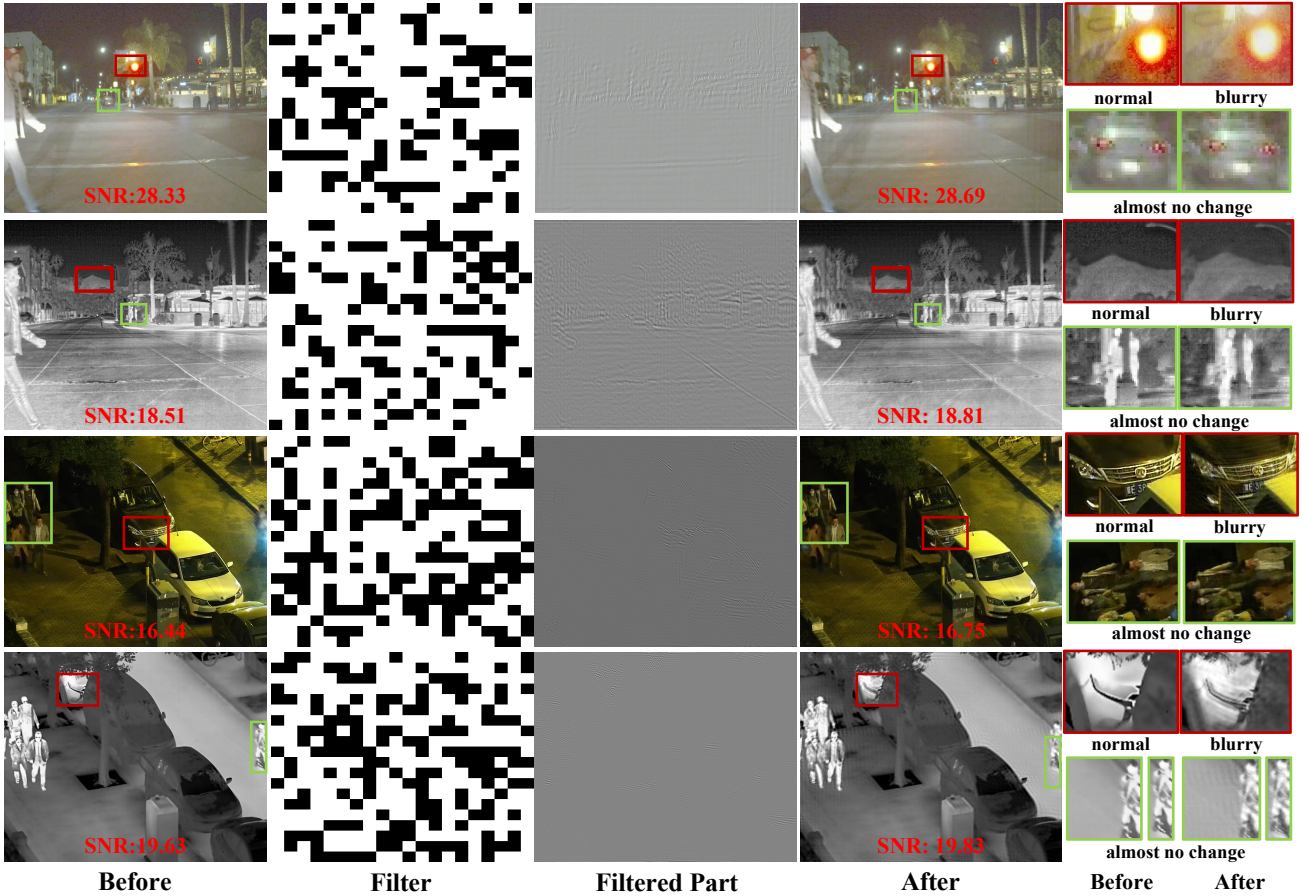 normal blurry
SNR:28.33 SNR: 28.69
almost no change
normal blurry
SNR:18.51 SNR: 18.81
almost no change
normal blurry
SNR:16.44 SNR: 16.75
almost no change
normal blurry
SNR:19.63 SNR: 19.83
almost no change
Before Filter Filtered Part After Before After